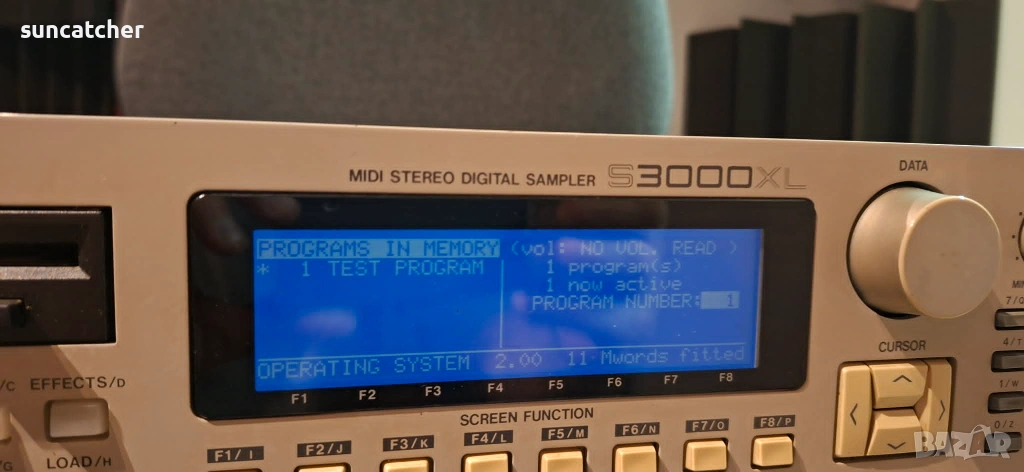 suncatcher
MIDI STEREO DIGITAL SAMPLER S3000XL
DATA
PROGRAMS IN MEMORY (vol: NO VOL. READ )
* 1 TEST PROGRAM
1 program(s)
1 now active
PROGRAM NUMBER: 1
OPERATING SYSTEM 2.00 11 Mwords fitted
F1 F2 F3 F4 F5 F6 F7 F8
SCREEN FUNCTION
F1/I F2/J F3/K F4/L F5/M F6/N F7/O F8/P
/C EFFECTS/D
LOAD/H
CURSOR
7/Q
4/T
1/W
0/Z
BAZAR